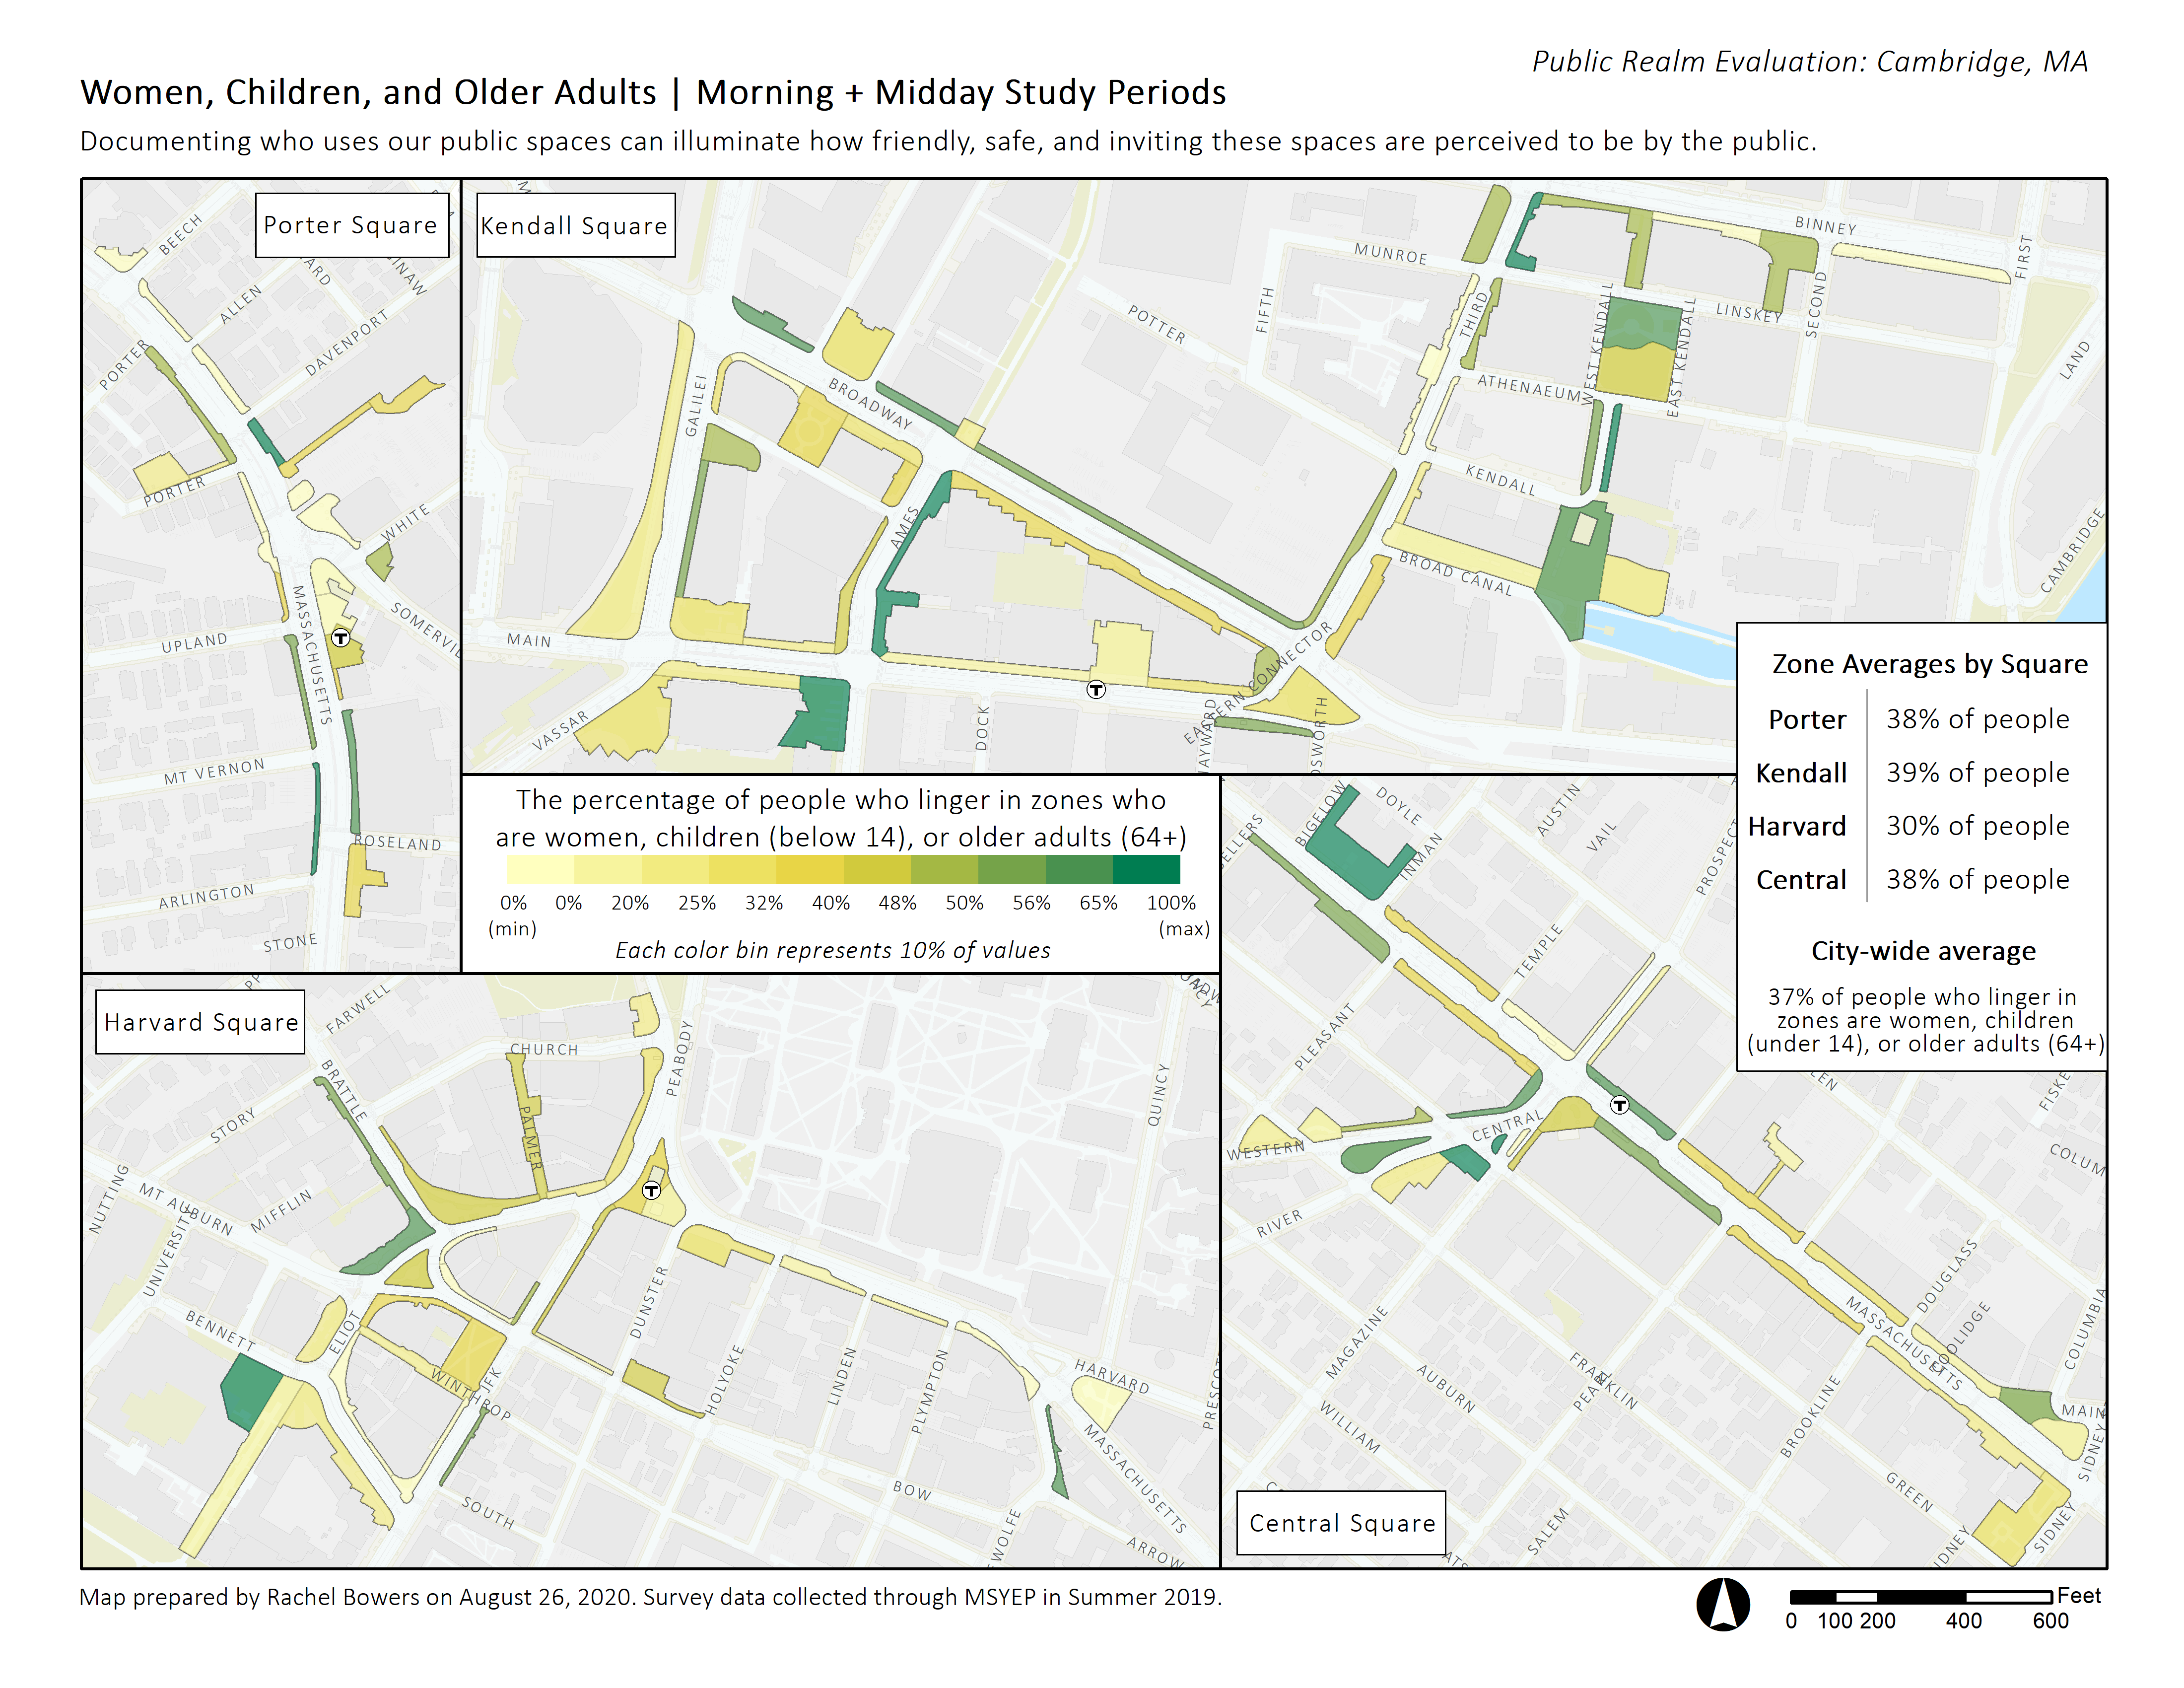 Public Realm Evaluation: Cambridge, MA
Women, Children, and Older Adults | Morning + Midday Study Periods
Documenting who uses our public spaces can illuminate how friendly, safe, and inviting these spaces are perceived to be by the public.
Porter Square
BEECH
ALLEN
DAVENPORT
PORTER
PORTER
WHITE
MASSACHUSETTS
SOMERVIL
UPLAND
T
MT VERNON
ROSELAND
ARLINGTON
STONE
Kendall Square
BINNEY
MUNROE
FIRST
THIRD
FIFTH
POTTER
WEST KENDALL
EAST KENDALL
LINSKEY
SECOND
LAND
GALILEI
BROADWAY
ATHENAEUM
KENDALL
AMES
BROAD CANAL
CAMBRIDGE
MAIN
VASSAR
DOCK
T
EASTERN CONNECTOR
HAYWARD
DSWORTH
The percentage of people who linger in zones who
are women, children (below 14), or older adults (64+)
0% 0% 20% 25% 32% 40% 48% 50% 56% 65% 100%
(min) (max)
Each color bin represents 10% of values
Zone Averages by Square
Porter 38% of people
Kendall 39% of people
Harvard 30% of people
Central 38% of people
City-wide average
37% of people who linger in
zones are women, children
(under 14), or older adults (64+)
Harvard Square
FARWELL
CHURCH
PEABODY
BRATTLE
STORY
PALMER
QUINCY
NUTTING
MT AUBURN
MIFFLIN
UNIVERSIT
T
BENNETT
ELIOT
DUNSTER
WINTHROP
JFK
HOLYOKE
LINDEN
PLYMPTON
HARVARD
PRESCOT
MASSACHUSETTS
SOUTH
BOW
EWOLFE
ARROW
Central Square
SELLERS
BIGELOW
DOYLE
INMAN
AUSTIN
VAIL
PROSPECT
TEMPLE
PLEASANT
T
CENTRAL
WESTERN
RIVER
LEN
FISKE
COLUM
MAGAZINE
AUBURN
FRANKLIN
PEARL
WILLIAM
DOUGLASS
COOLIDGE
MASSACHUSETTS
COLUMBIA
BROOKLINE
MAIN
SIDNEY
GREEN
SALEM
SIDNEY
IDNEY
Map prepared by Rachel Bowers on August 26, 2020. Survey data collected through MSYEP in Summer 2019.
Feet
0 100 200 400 600